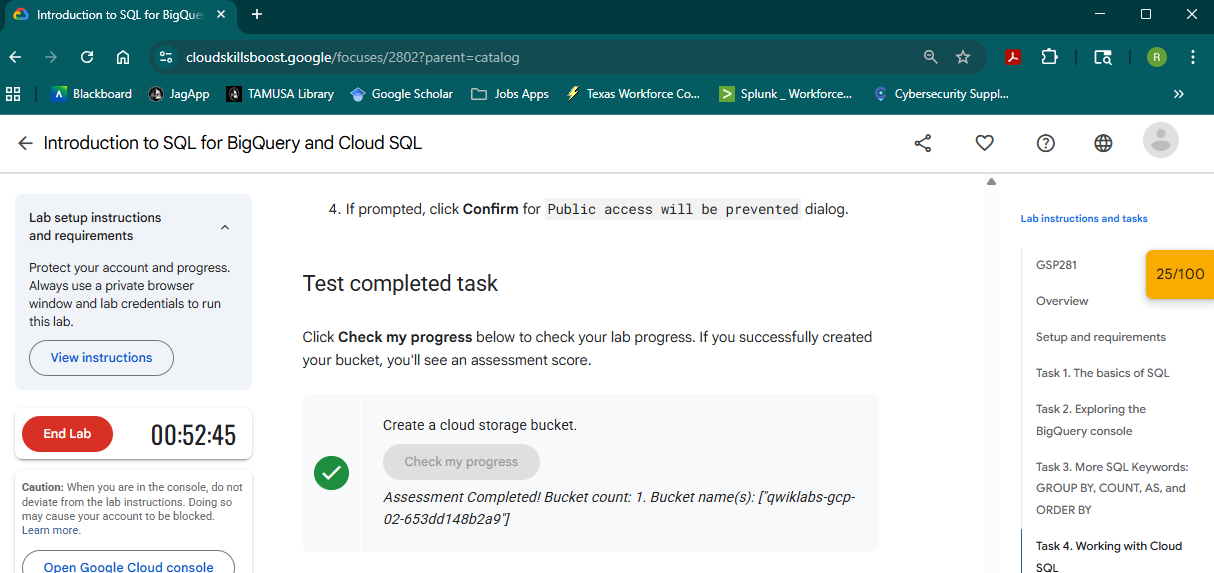 Introduction to SQL for BigQue
cloudskillsboost.google/focuses/2802?parent=catalog
R
Blackboard
JagApp
TAMUSA Library
Google Scholar
Jobs Apps
Texas Workforce Co...
Splunk _ Workforce...
Cybersecurity Suppl...
Introduction to SQL for BigQuery and Cloud SQL
Lab setup instructions
and requirements
Protect your account and progress.
Always use a private browser
window and lab credentials to run
this lab.
View instructions
End Lab
00:52:45
Caution: When you are in the console, do not
deviate from the lab instructions. Doing so
may cause your account to be blocked.
Learn more.
Open Google Cloud console
4. If prompted, click Confirm for Public access will be prevented dialog.
Test completed task
Click Check my progress below to check your lab progress. If you successfully created
your bucket, you'll see an assessment score.
Create a cloud storage bucket.
Check my progress
Assessment Completed! Bucket count: 1. Bucket name(s): ["qwiklabs-gcp-
02-653dd148b2a9"]
Lab instructions and tasks
GSP281
25/100
Overview
Setup and requirements
Task 1. The basics of SQL
Task 2. Exploring the
BigQuery console
Task 3. More SQL Keywords:
GROUP BY, COUNT, AS, and
ORDER BY
Task 4. Working with Cloud
SQL